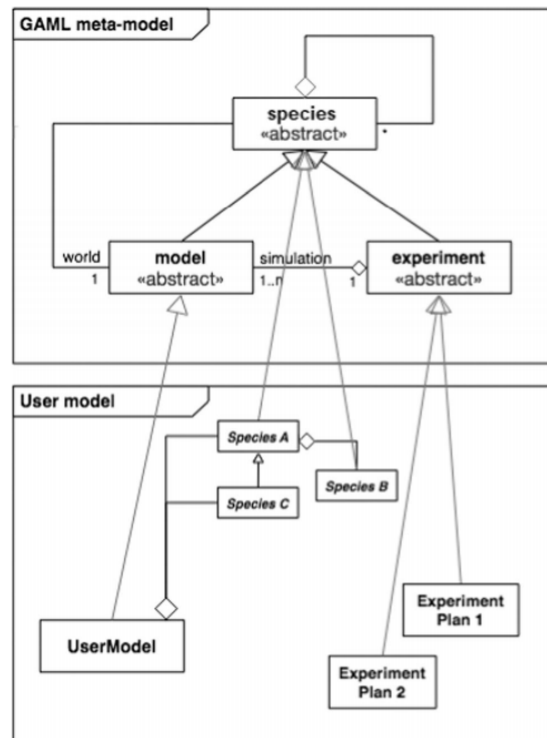 GAML meta-model
species
«abstract»
*
world
1
model
«abstract»
simulation
1..n
1
experiment
«abstract»
User model
Species A
Species C
Species B
UserModel
Experiment
Plan 1
Experiment
Plan 2